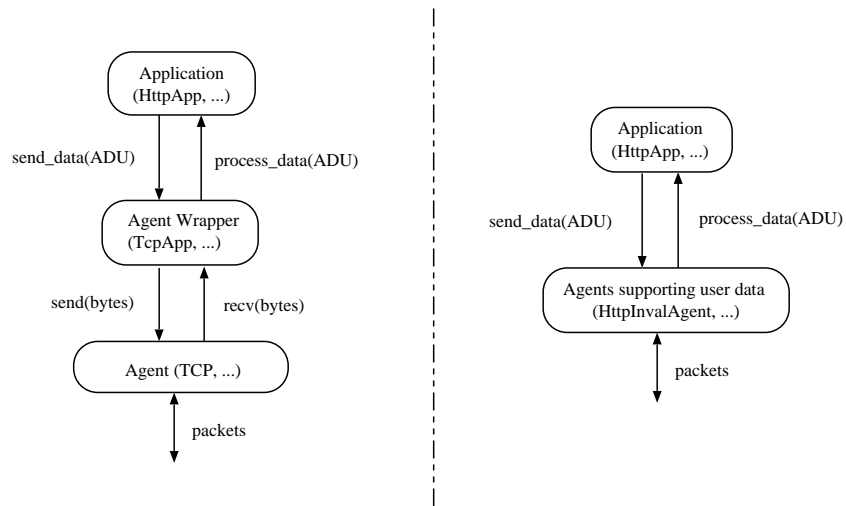 Application
(HttpApp, ...)
send_data(ADU)
process_data(ADU)
Agent Wrapper
(TcpApp, ...)
send(bytes)
recv(bytes)
Agent (TCP, ...)
packets
Application
(HttpApp, ...)
send_data(ADU)
process_data(ADU)
Agents supporting user data
(HttpInvalAgent, ...)
packets